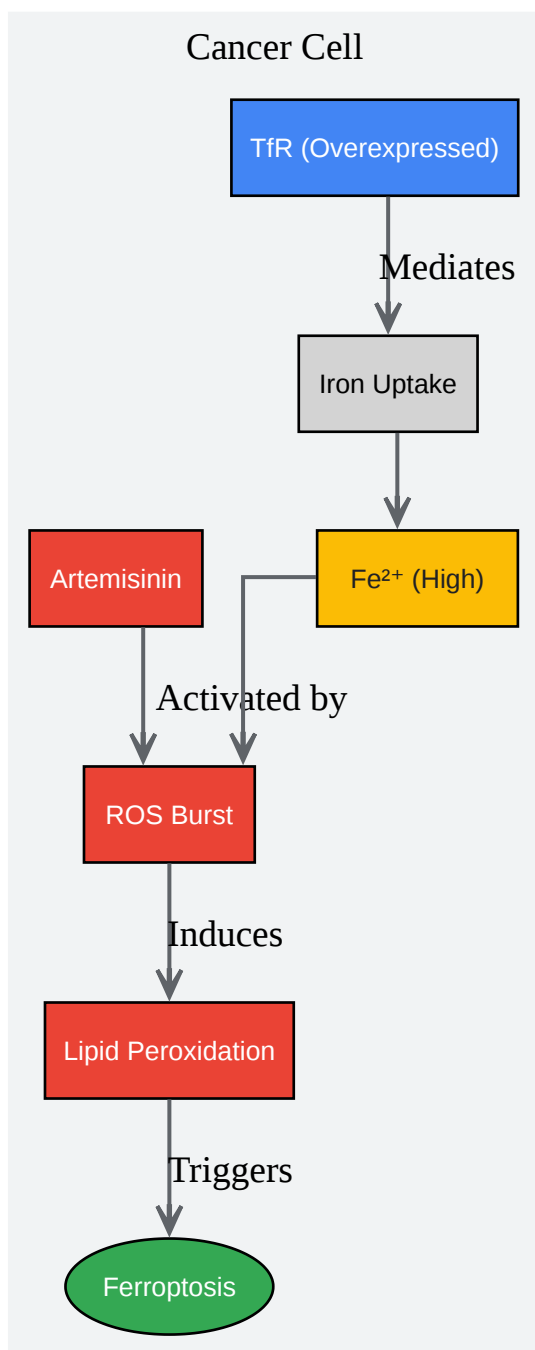 Cancer Cell
TfR (Overexpressed)
Mediates
Iron Uptake
Artemisinin
Fe²⁺ (High)
Activated by
ROS Burst
Induces
Lipid Peroxidation
Triggers
Ferroptosis